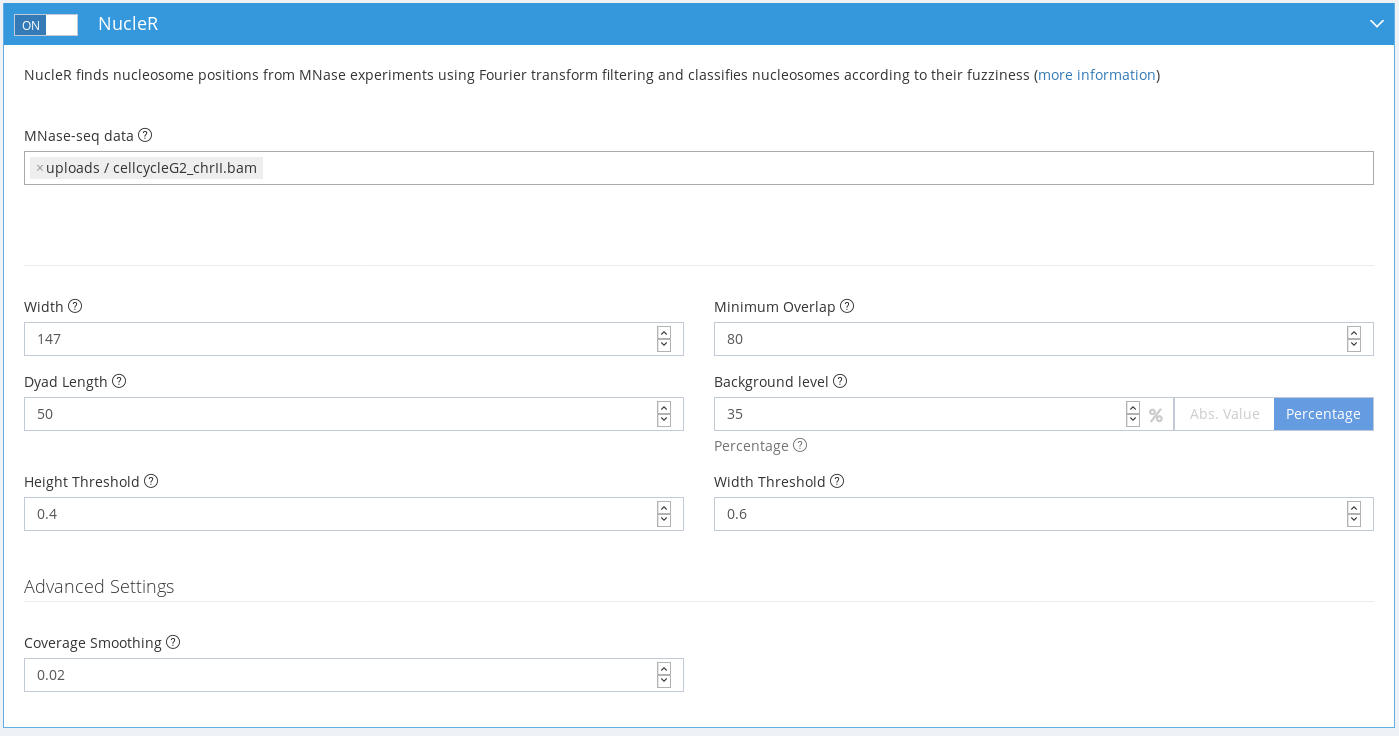 ON NucleR
NucleR finds nucleosome positions from MNase experiments using Fourier transform filtering and classifies nucleosomes according to their fuzziness (more information)
MNase-seq data ?
×uploads / cellcycleG2_chrII.bam
Width ? Minimum Overlap ?
147 80
Dyad Length ? Background level ?
50 35 % Abs. Value Percentage
Percentage ?
Height Threshold ? Width Threshold ?
0.4 0.6
Advanced Settings
Coverage Smoothing ?
0.02